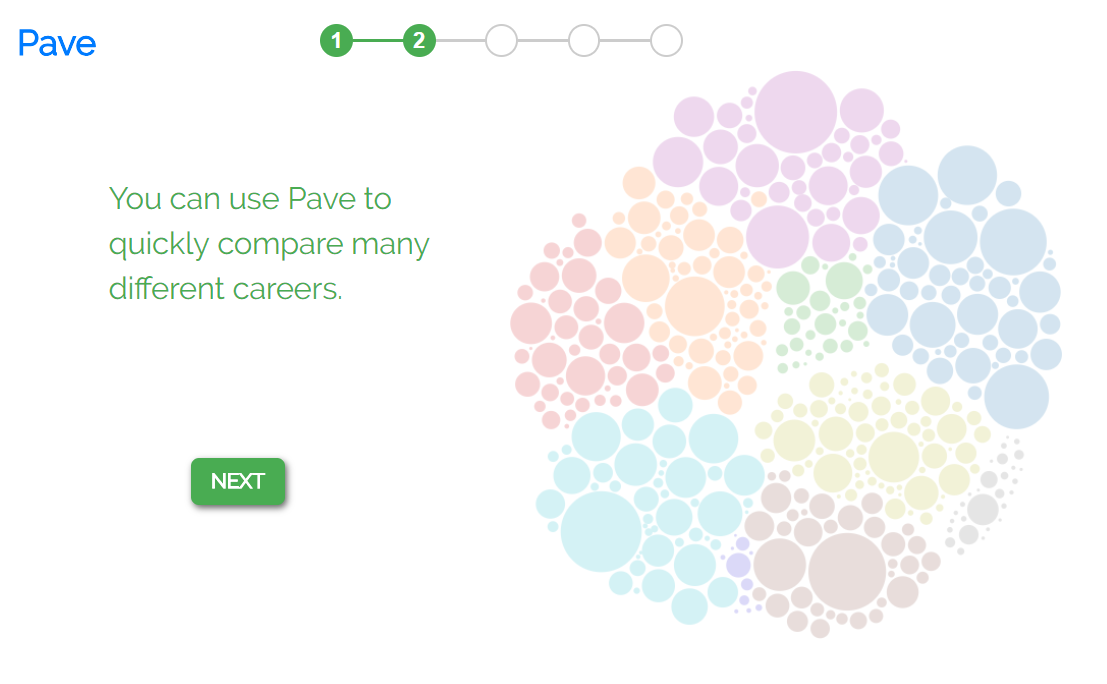 Pave
1 2
You can use Pave to
quickly compare many
different careers.
NEXT